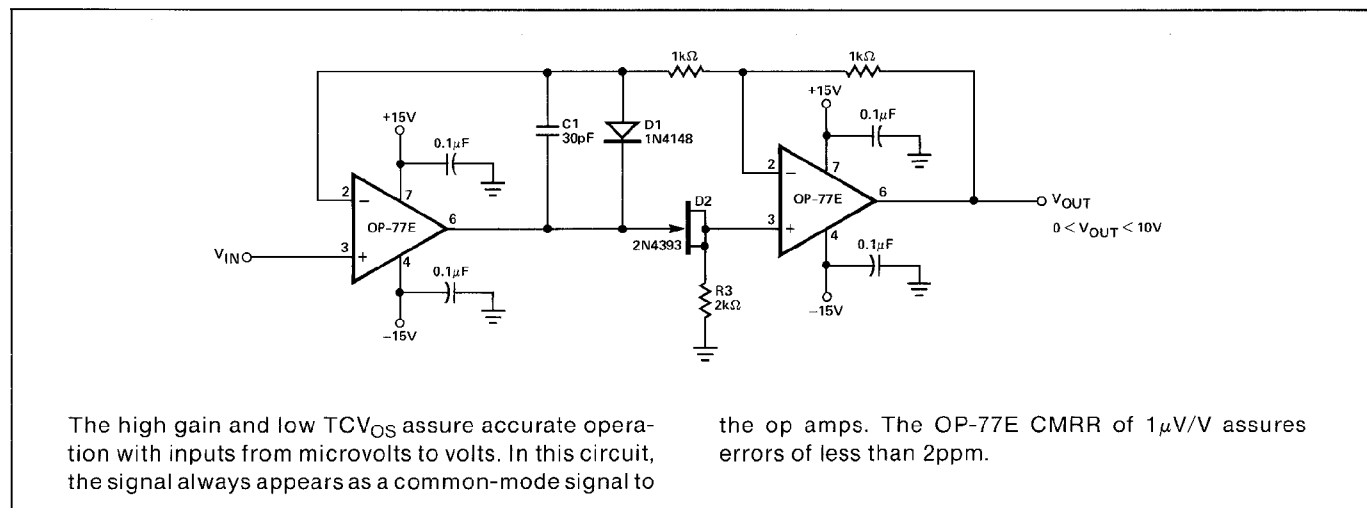 1kΩ
1kΩ
+15V
0.1µF
C1
30pF
D1
1N4148
+15V
0.1µF
2
7
OP-77E
6
3
4
VIN
0.1µF
−15V
D2
2N4393
R3
2kΩ
2
7
OP-77E
6
3
4
VOUT
0 < VOUT < 10V
0.1µF
−15V
The high gain and low TCVOS assure accurate opera-
tion with inputs from microvolts to volts. In this circuit,
the signal always appears as a common-mode signal to
the op amps. The OP-77E CMRR of 1µV/V assures
errors of less than 2ppm.